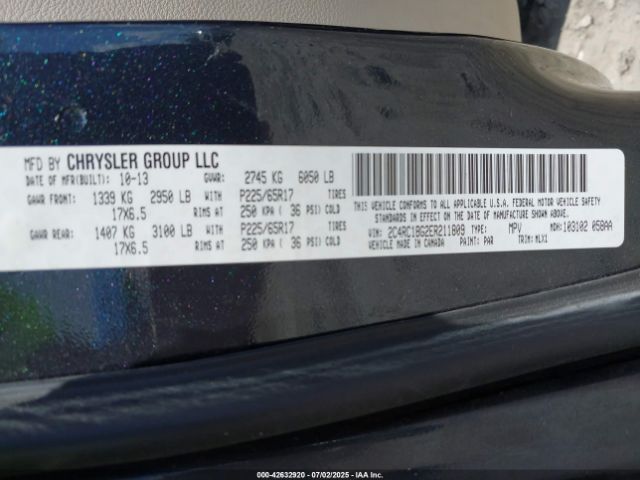 MFD BY CHRYSLER GROUP LLC
DATE OF MFR(BUILT): 10-13 GVWR: 2745 KG 6050 LB
GAWR FRONT: 1339 KG 2950 LB WITH P225/65R17 TIRES
17X6.5 RIMS AT 250 KPA ( 36 PSI) COLD
GAWR REAR: 1407 KG 3100 LB WITH P225/65R17 TIRES
17X6.5 RIMS AT 250 KPA ( 36 PSI) COLD
THIS VEHICLE CONFORMS TO ALL APPLICABLE U.S.A. FEDERAL MOTOR VEHICLE SAFETY
STANDARDS IN EFFECT ON THE DATE OF MANUFACTURE SHOWN ABOVE.
VIN: 2C4RC1BG2ER211809 TYPE: MPV MDH: 103102 05BAA
VEHICLE MADE IN CANADA PAINT: PAR TRIM: MLX1
000-42632920 - 07/02/2025 - IAA Inc.